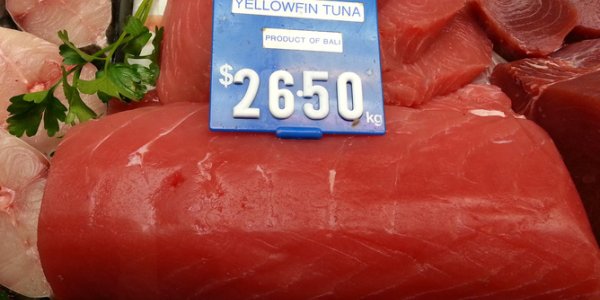 YELLOWFIN TUNA
PRODUCT OF BALI
$26.50
kg